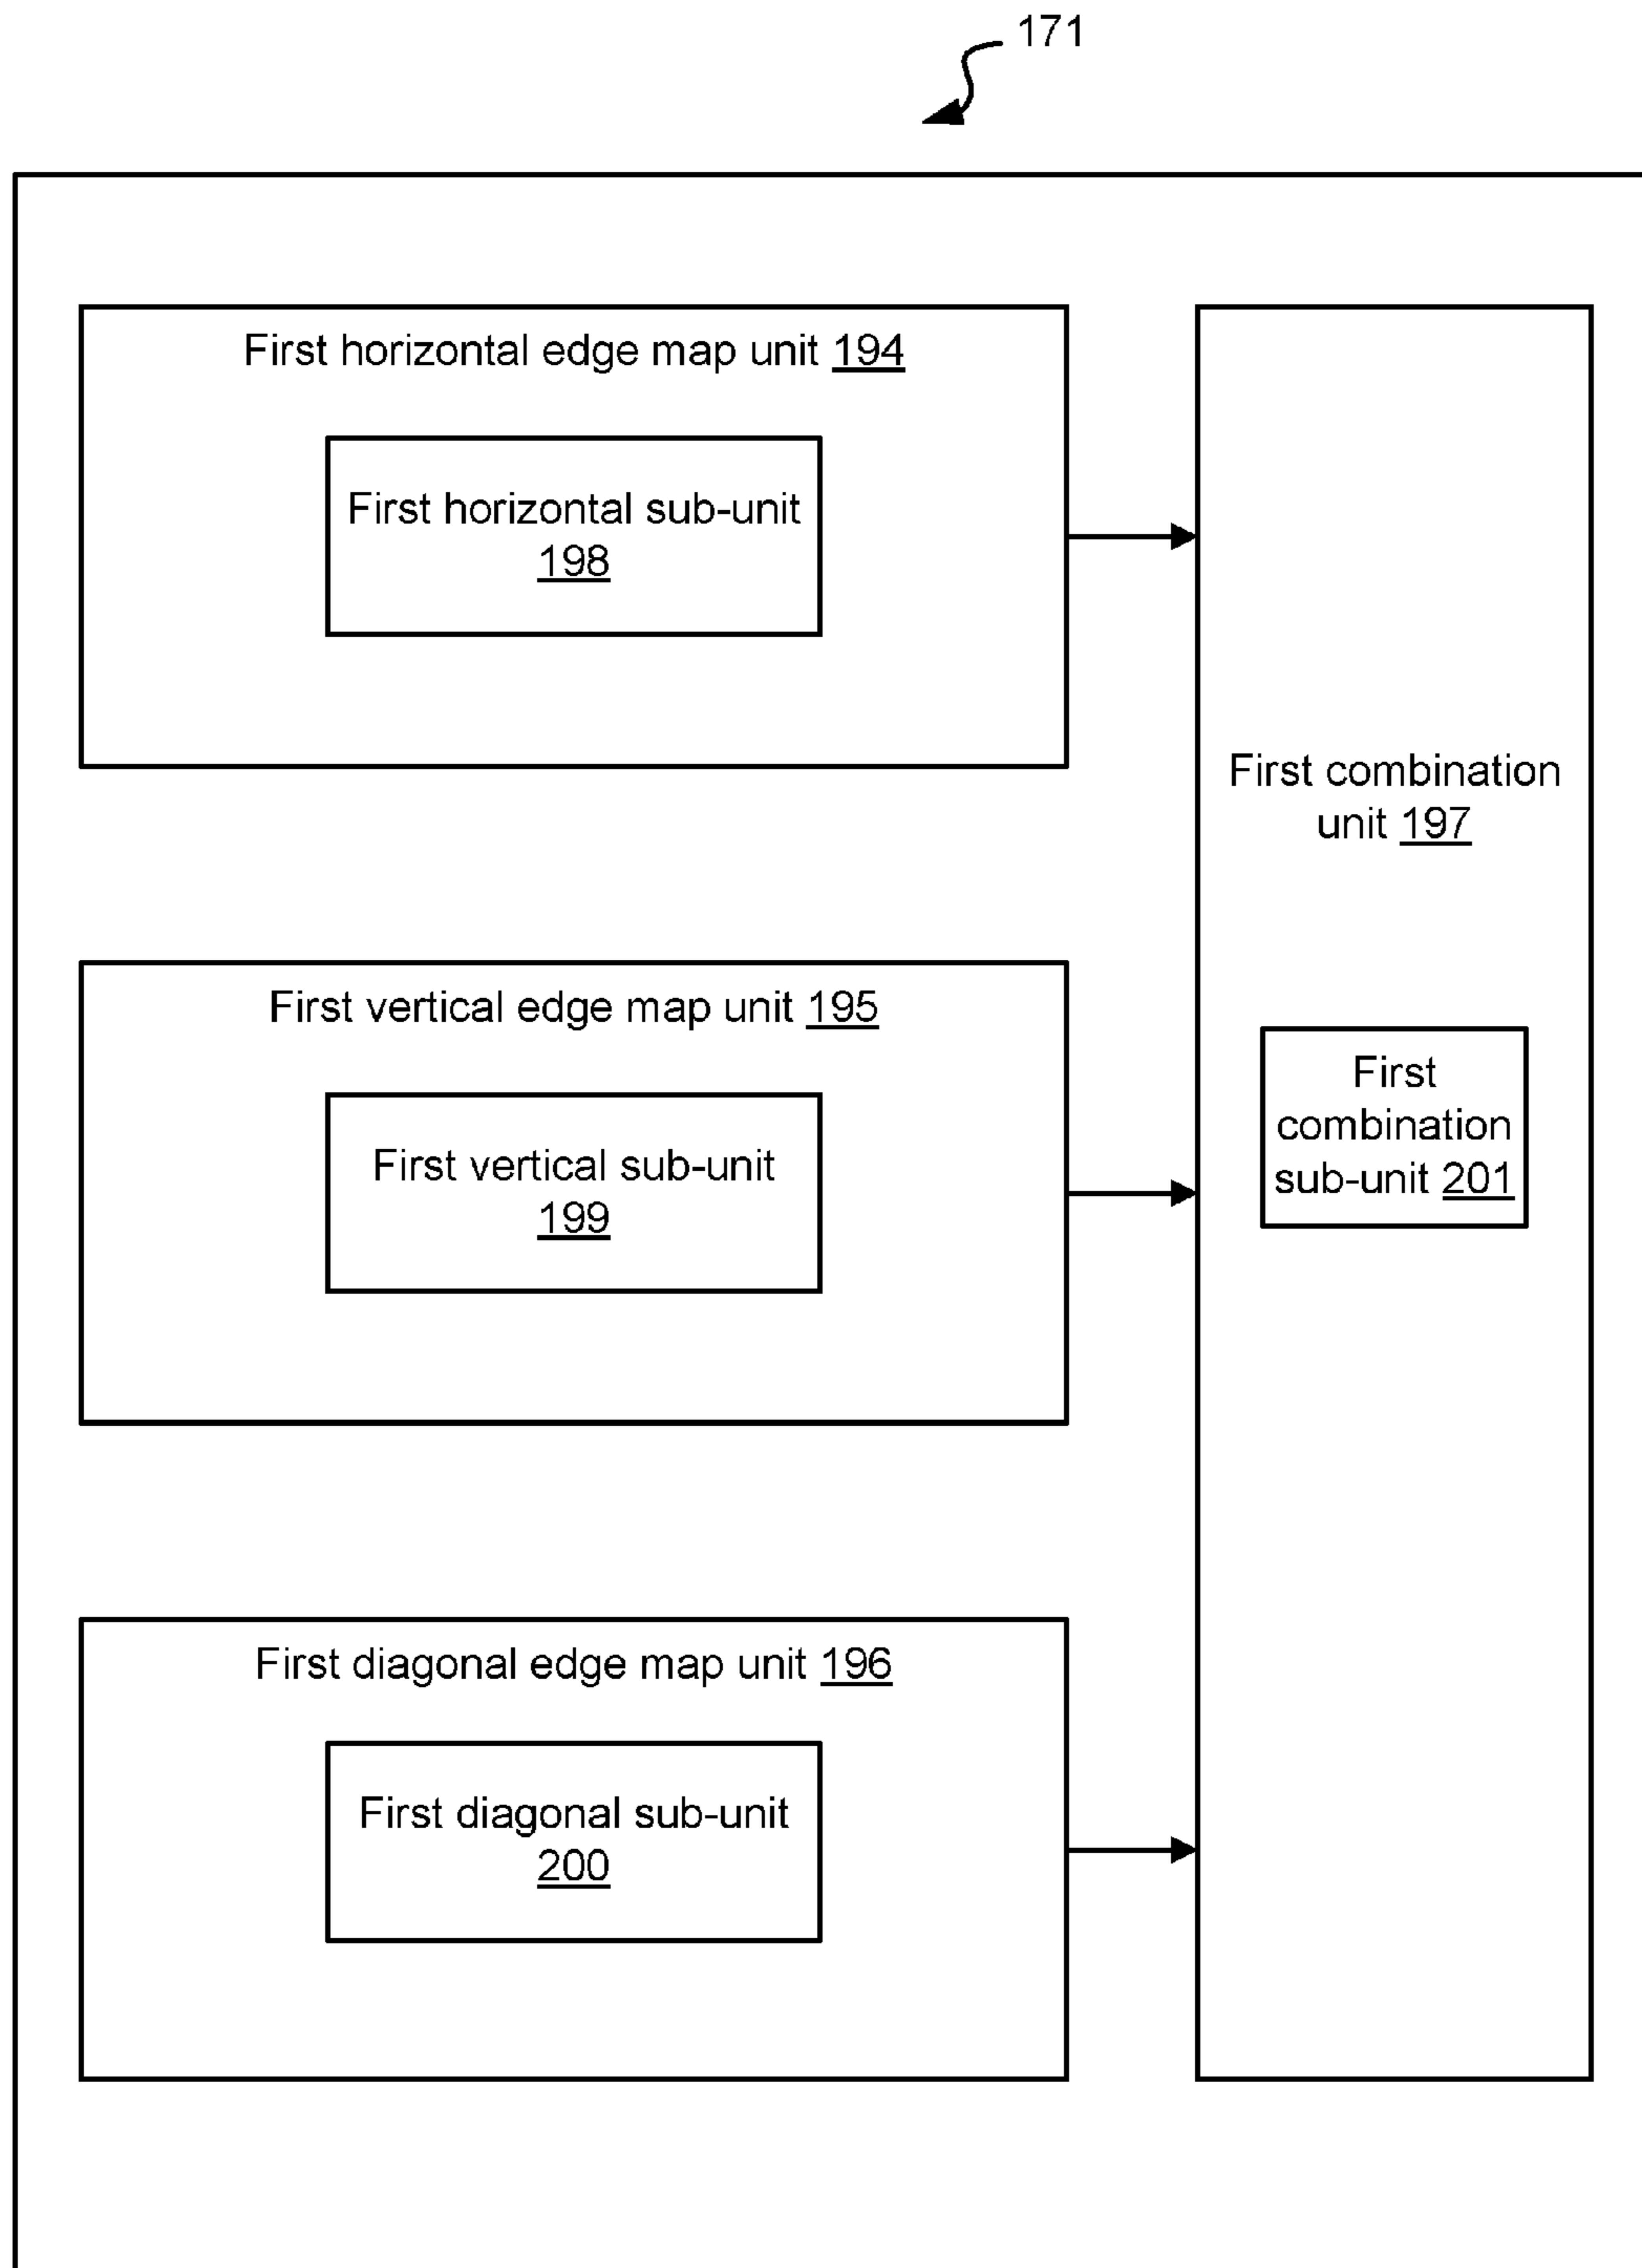 171
First horizontal edge map unit 194
First horizontal sub-unit
198
First combination
unit 197
First vertical edge map unit 195
First vertical sub-unit
199
First
combination
sub-unit 201
First diagonal edge map unit 196
First diagonal sub-unit
200